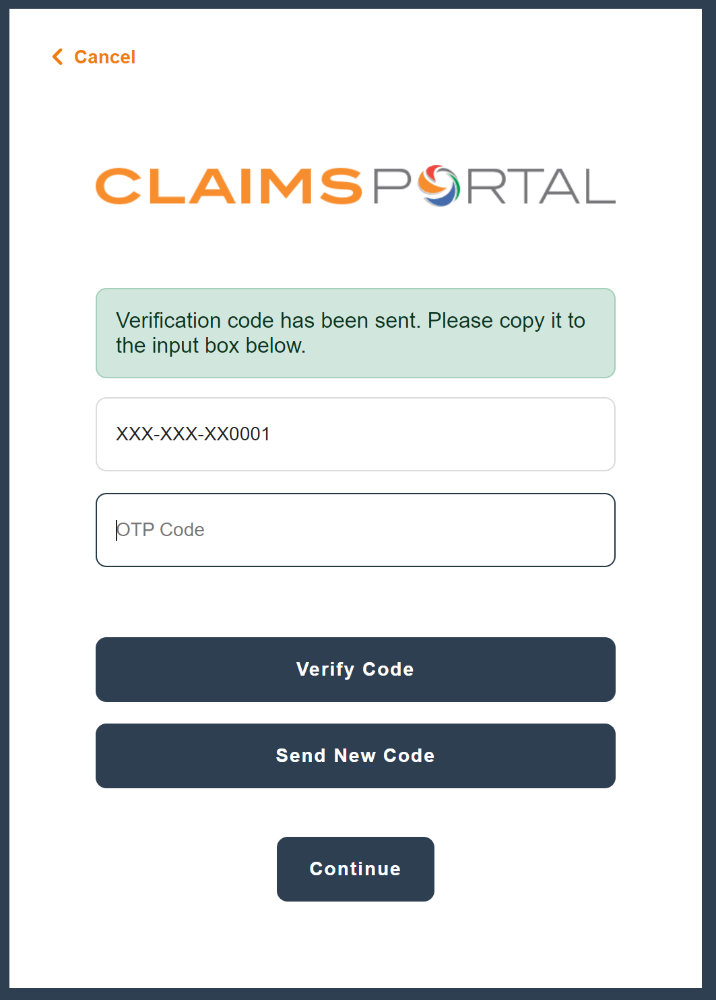 Cancel
CLAIMSPORTAL
Verification code has been sent. Please copy it to
the input box below.
XXX-XXX-XX0001
OTP Code
Verify Code
Send New Code
Continue